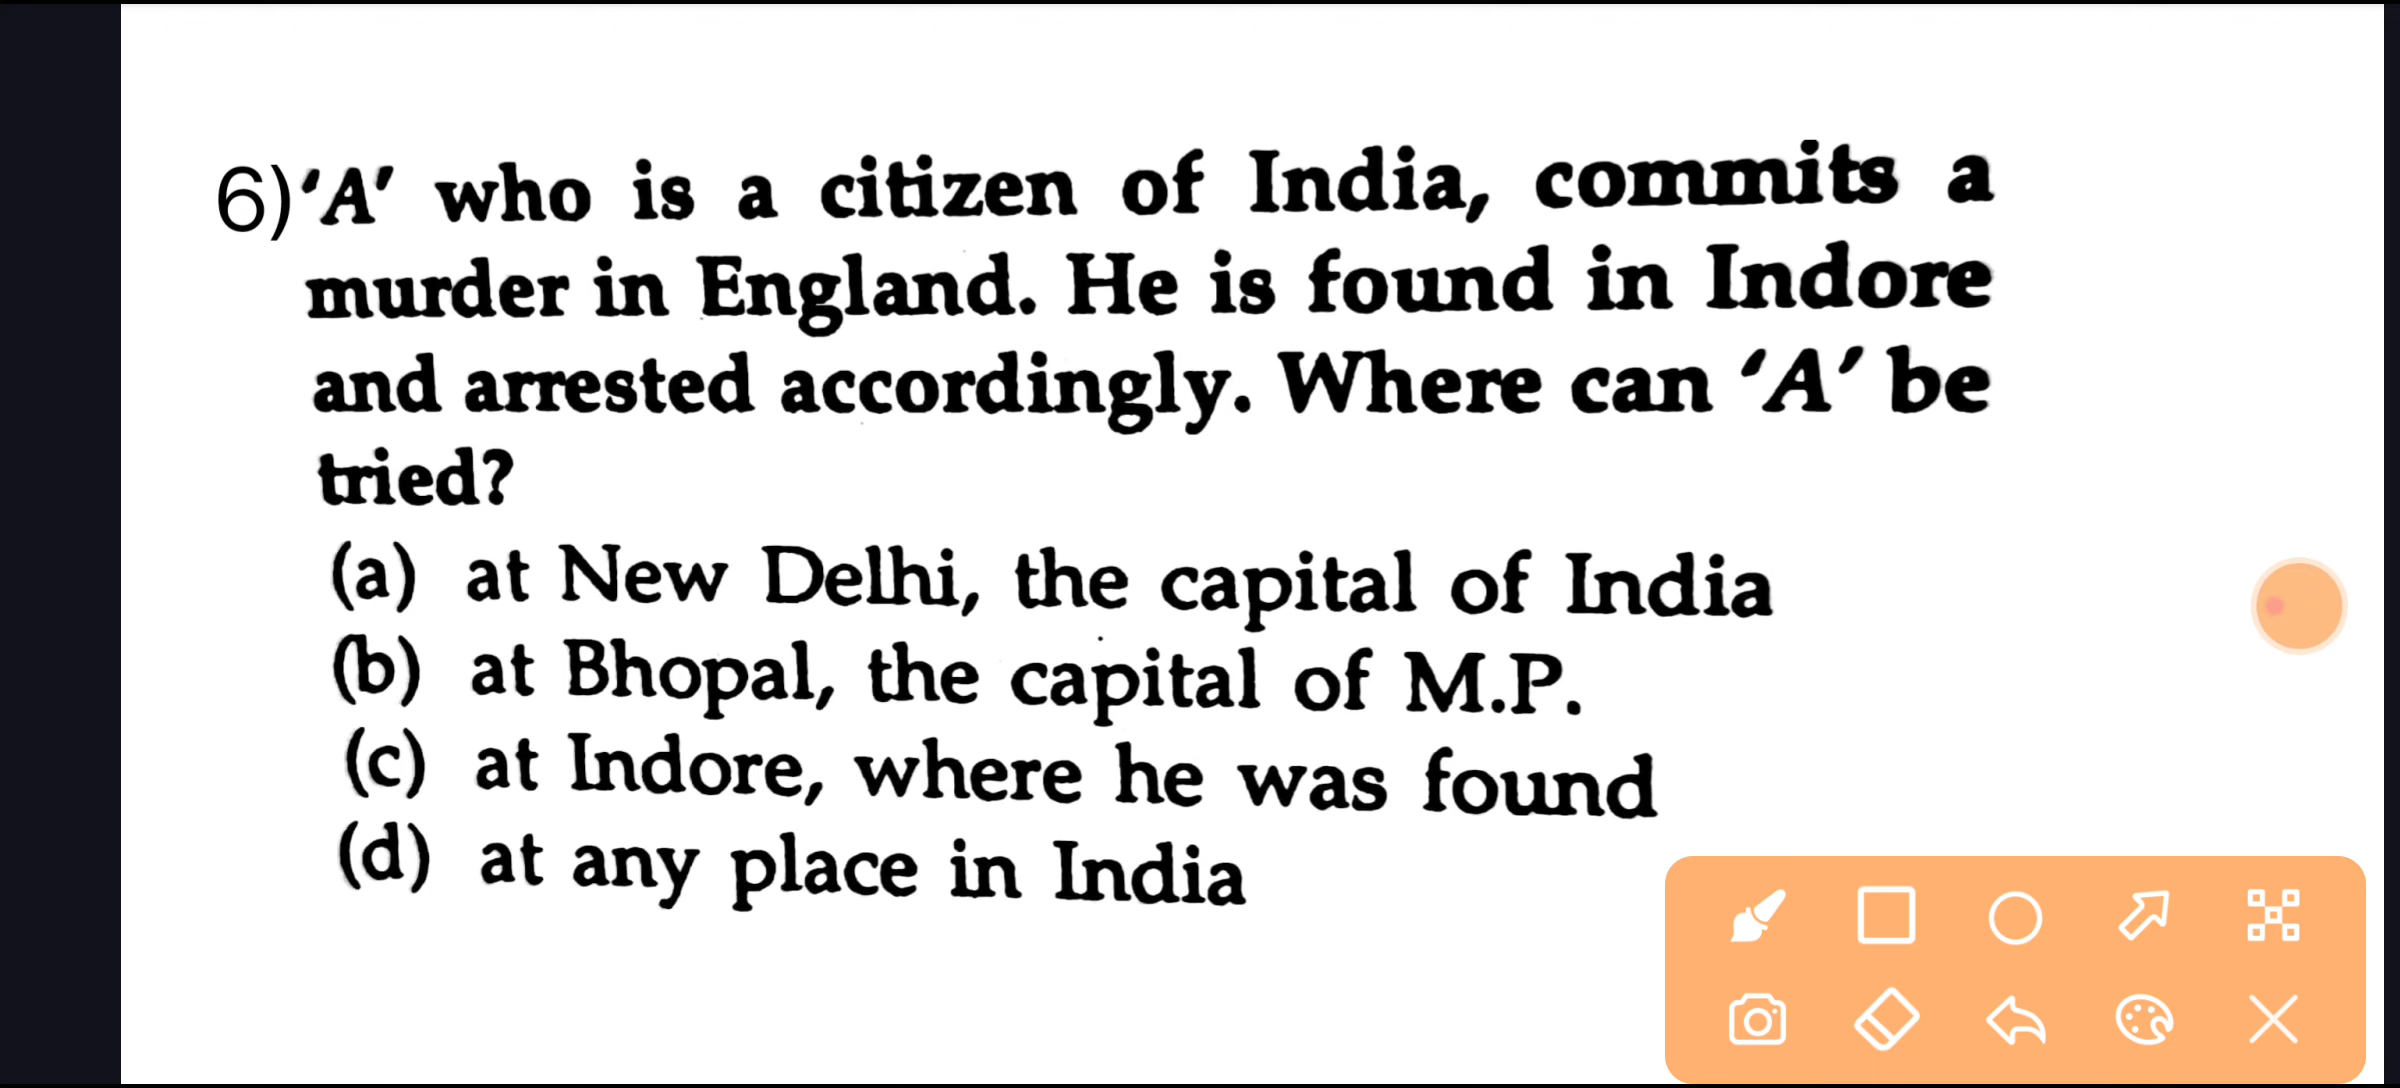 6)'A' who is a citizen of India, commits a
murder in England. He is found in Indore
and arrested accordingly. Where can 'A' be
tried?
(a) at New Delhi, the capital of India
(b) at Bhopal, the capital of M.P.
(c) at Indore, where he was found
(d) at any place in India